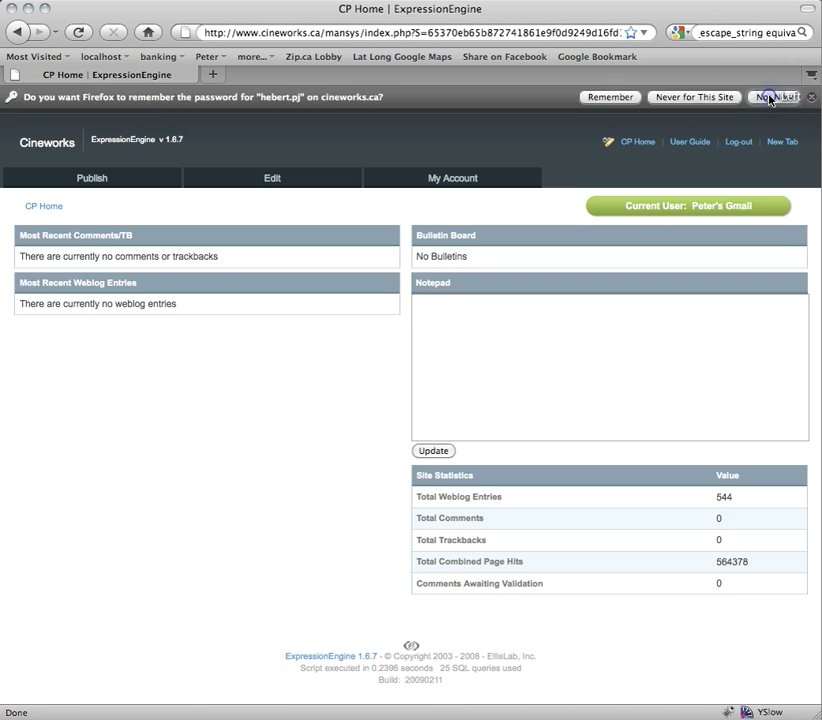 CP Home | ExpressionEngine
http://www.cineworks.ca/mansys/index.php?S=65370eb65b872741861e9f0d9249d16fd
_escape_string equiva
Most Visited localhost banking Peter more... Zip.ca Lobby Lat Long Google Maps Share on Facebook Google Bookmark
CP Home | ExpressionEngine
Do you want Firefox to remember the password for "hebert.pj" on cineworks.ca? Remember Never for This Site
Cineworks ExpressionEngine v 1.6.7 CP Home | User Guide | Log-out | New Tab
Publish Edit My Account
CP Home Current User: Peter's Gmail
Most Recent Comments/TB
There are currently no comments or trackbacks
Most Recent Weblog Entries
There are currently no weblog entries
Bulletin Board
No Bulletins
Notepad
Update
Site Statistics Value
Total Weblog Entries 544
Total Comments 0
Total Trackbacks 0
Total Combined Page Hits 564378
Comments Awaiting Validation 0
ExpressionEngine 1.6.7 - © Copyright 2003 - 2008 - EllisLab, Inc.
Script executed in 0.2396 seconds 25 SQL queries used
Build: 20090211
Done YSlow